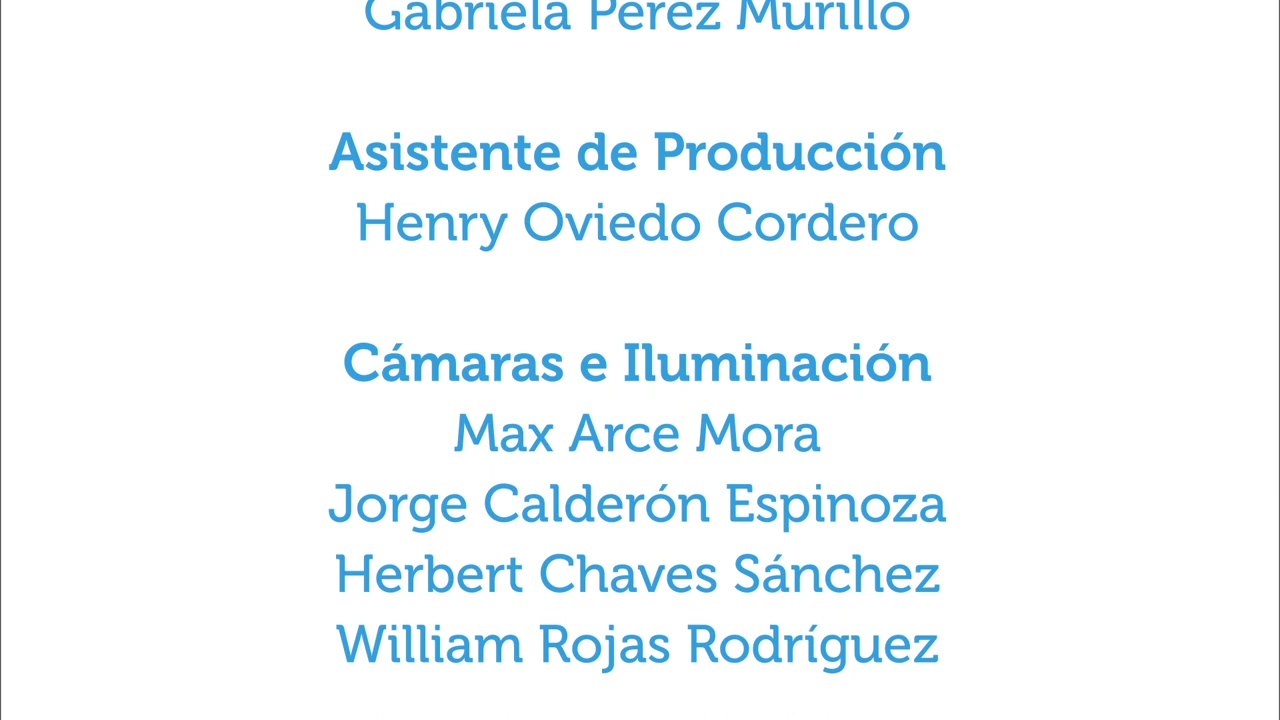 Gabriela Pérez Murillo
Asistente de Producción
Henry Oviedo Cordero
Cámaras e Iluminación
Max Arce Mora
Jorge Calderón Espinoza
Herbert Chaves Sánchez
William Rojas Rodríguez